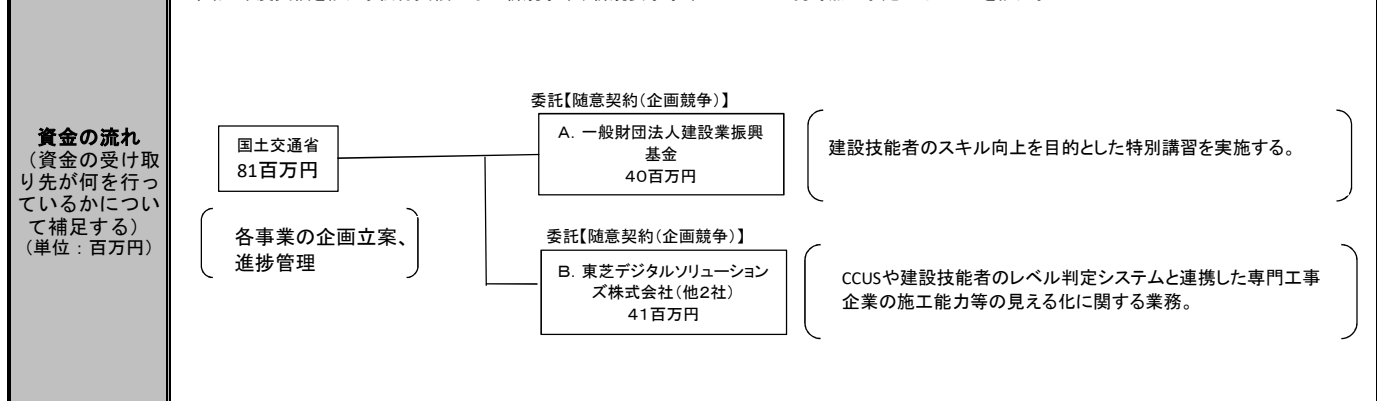 資金の流れ
（資金の受け取
り先が何を行っ
ているかについ
て補足する）
（単位：百万円）
国土交通省
81百万円
各事業の企画立案、
進捗管理
委託【随意契約（企画競争）】
A．一般財団法人建設業振興
基金
40百万円
建設技能者のスキル向上を目的とした特別講習を実施する。
委託【随意契約（企画競争）】
B．東芝デジタルソリューション
ズ株式会社（他2社）
41百万円
CCUSや建設技能者のレベル判定システムと連携した専門工事
企業の施工能力等の見える化に関する業務。